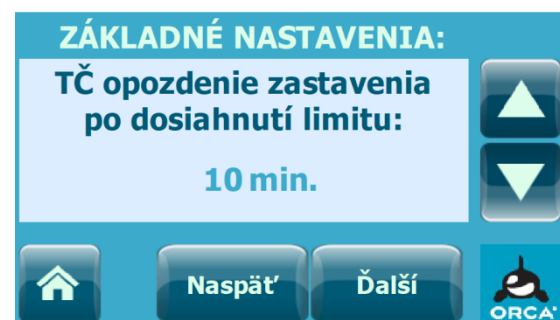 ZÁKLADNÉ NASTAVENIA:
TČ opozdenie zastavenia
po dosiahnutí limitu:
10 min.
Naspäť
Ďalší
ORCA